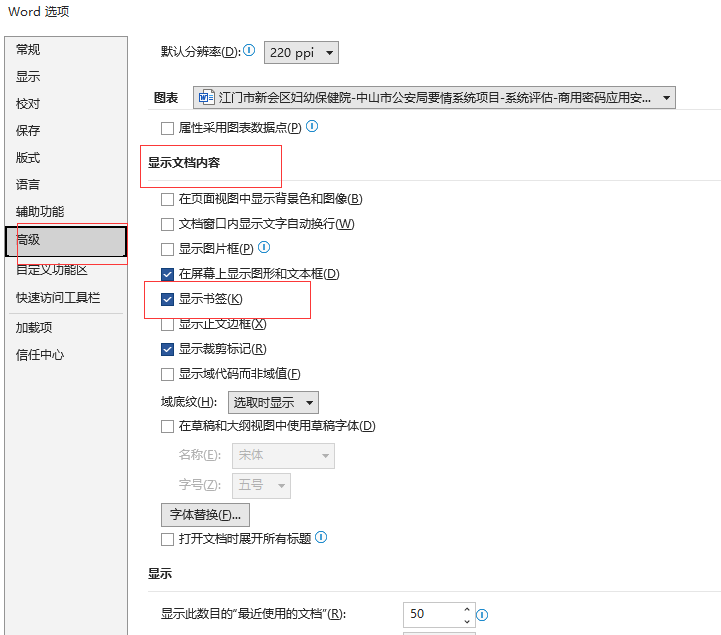 Word 选项
常规
显示
校对
保存
版式
语言
辅助功能
高级
自定义功能区
快速访问工具栏
加载项
信任中心
默认分辨率(D): 220 ppi
图表 江门市新会区妇幼保健院-中山市公安局要情系统项目-系统评估-商用密码应用安...
属性采用图表数据点(P)
显示文档内容
在页面视图中显示背景色和图像(B)
文档窗口内显示文字自动换行(W)
显示图片框(P)
在屏幕上显示图形和文本框(D)
显示书签(K)
显示正文边框(X)
显示裁剪标记(R)
显示域代码而非域值(F)
域底纹(H): 选取时显示
在草稿和大纲视图中使用草稿字体(D)
名称(E): 宋体
字号(Z): 五号
字体替换(F)...
打开文档时展开所有标题
显示
显示此数目的“最近使用的文档”(R): 50